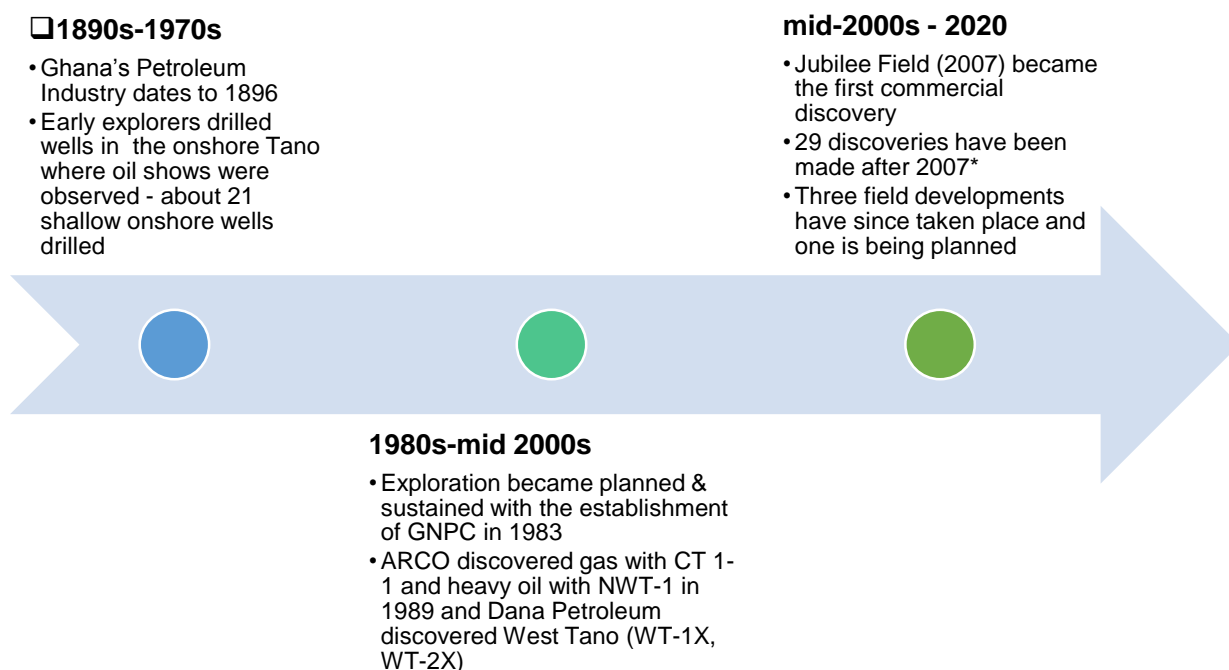 ❑1890s-1970s
•Ghana's Petroleum
Industry dates to 1896
•Early explorers drilled
wells in the onshore Tano
where oil shows were
observed - about 21
shallow onshore wells
drilled
1980s-mid 2000s
•Exploration became planned &
sustained with the establishment
of GNPC in 1983
•ARCO discovered gas with CT 1-
1 and heavy oil with NWT-1 in
1989 and Dana Petroleum
discovered West Tano (WT-1X,
WT-2X)
mid-2000s - 2020
•Jubilee Field (2007) became
the first commercial
discovery
•29 discoveries have been
made after 2007*
•Three field developments
have since taken place and
one is being planned